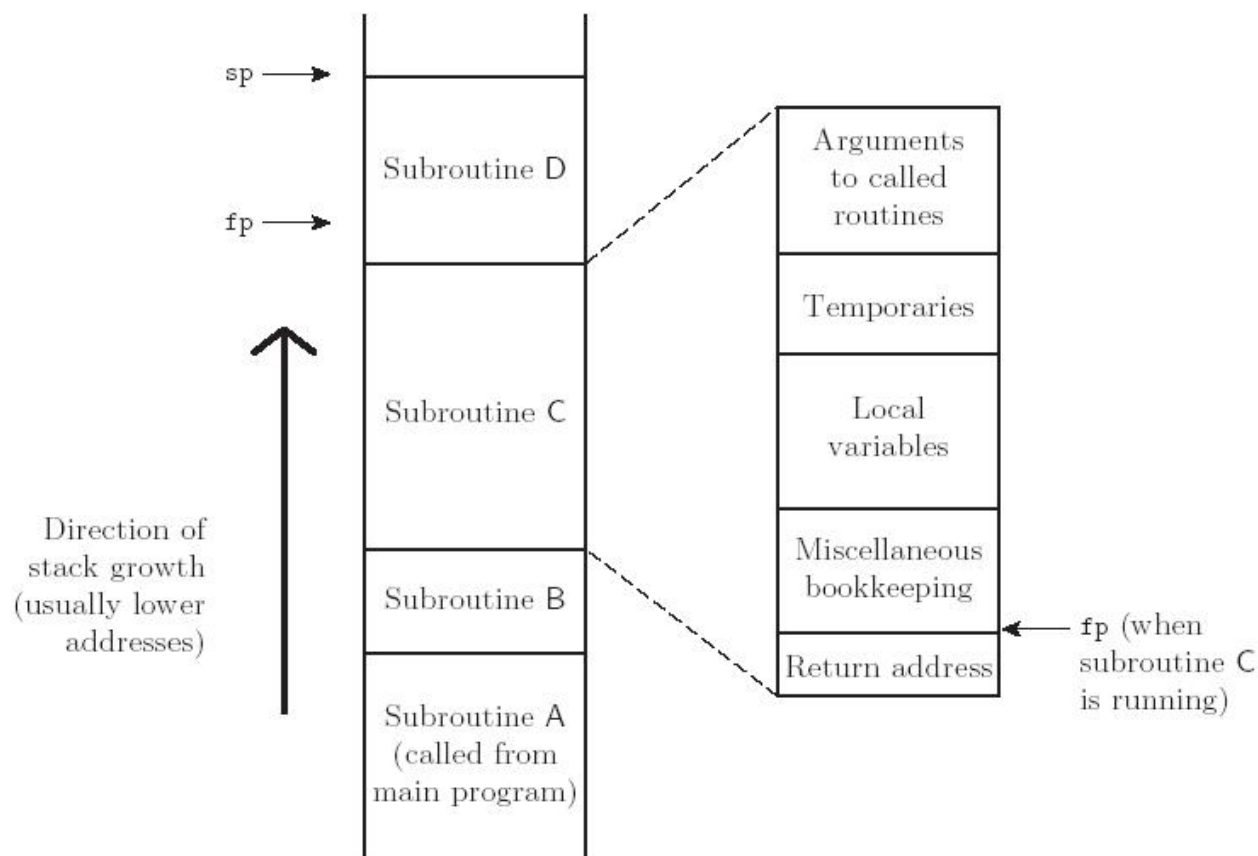 sp
Subroutine D
fp
Subroutine C
Direction of
stack growth
(usually lower
addresses)
Subroutine B
Subroutine A
(called from
main program)
Arguments
to called
routines
Temporaries
Local
variables
Miscellaneous
bookkeeping
Return address
fp (when
subroutine C
is running)